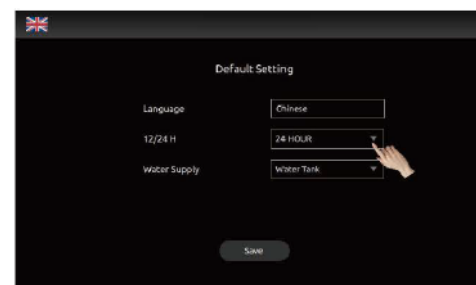 Default Setting
Language Chinese
12/24 H 24 HOUR
Water Supply Water Tank
Save